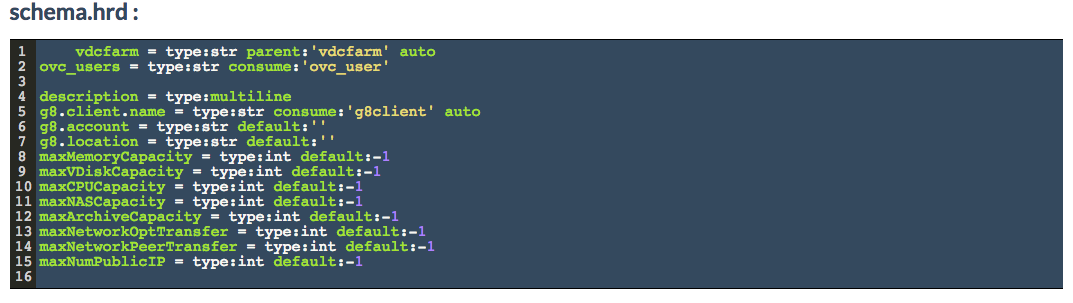 schema.hrd :
1     vdcfarm = type:str parent:'vdcfarm' auto
2 ovc_users = type:str consume:'ovc_user'
3
4 description = type:multiline
5 g8.client.name = type:str consume:'g8client' auto
6 g8.account = type:str default:''
7 g8.location = type:str default:''
8 maxMemoryCapacity = type:int default:-1
9 maxVDiskCapacity = type:int default:-1
10 maxCPUCapacity = type:int default:-1
11 maxNASCapacity = type:int default:-1
12 maxArchiveCapacity = type:int default:-1
13 maxNetworkOptTransfer = type:int default:-1
14 maxNetworkPeerTransfer = type:int default:-1
15 maxNumPublicIP = type:int default:-1
16